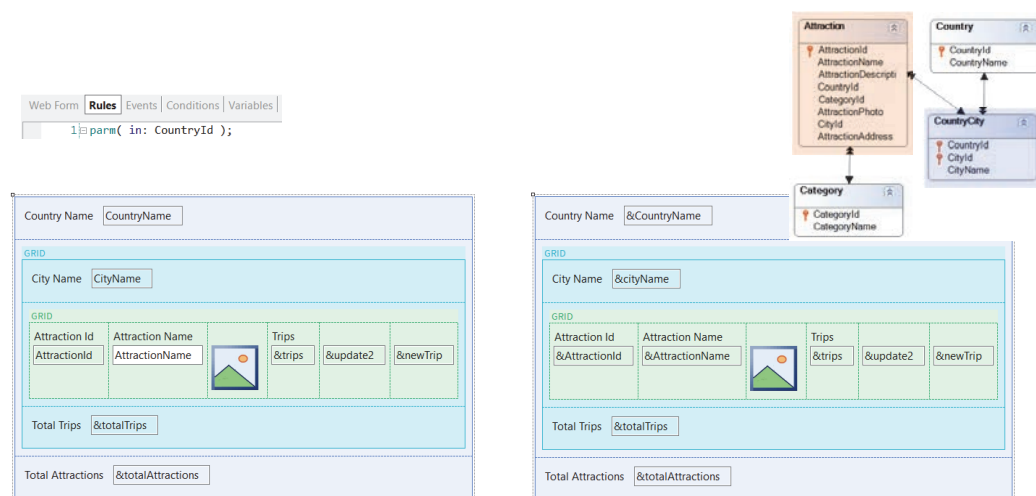 Attraction
AttractionId
AttractionName
AttractionDescripti
CountryId
CategoryId
AttractionPhoto
CityId
AttractionAddress
Country
CountryId
CountryName
CountryCity
CountryId
CityId
CityName
Category
CategoryId
CategoryName
Web Form Rules Events Conditions Variables
1 parm( in: CountryId );
Country Name CountryName
GRID
City Name CityName
GRID
Attraction Id Attraction Name Trips
AttractionId AttractionName &trips &update2 &newTrip
Total Trips &totalTrips
Total Attractions &totalAttractions
Country Name &CountryName
GRID
City Name &cityName
GRID
Attraction Id Attraction Name Trips
&AttractionId &AttractionName &trips &update2 &newTrip
Total Trips &totalTrips
Total Attractions &totalAttractions